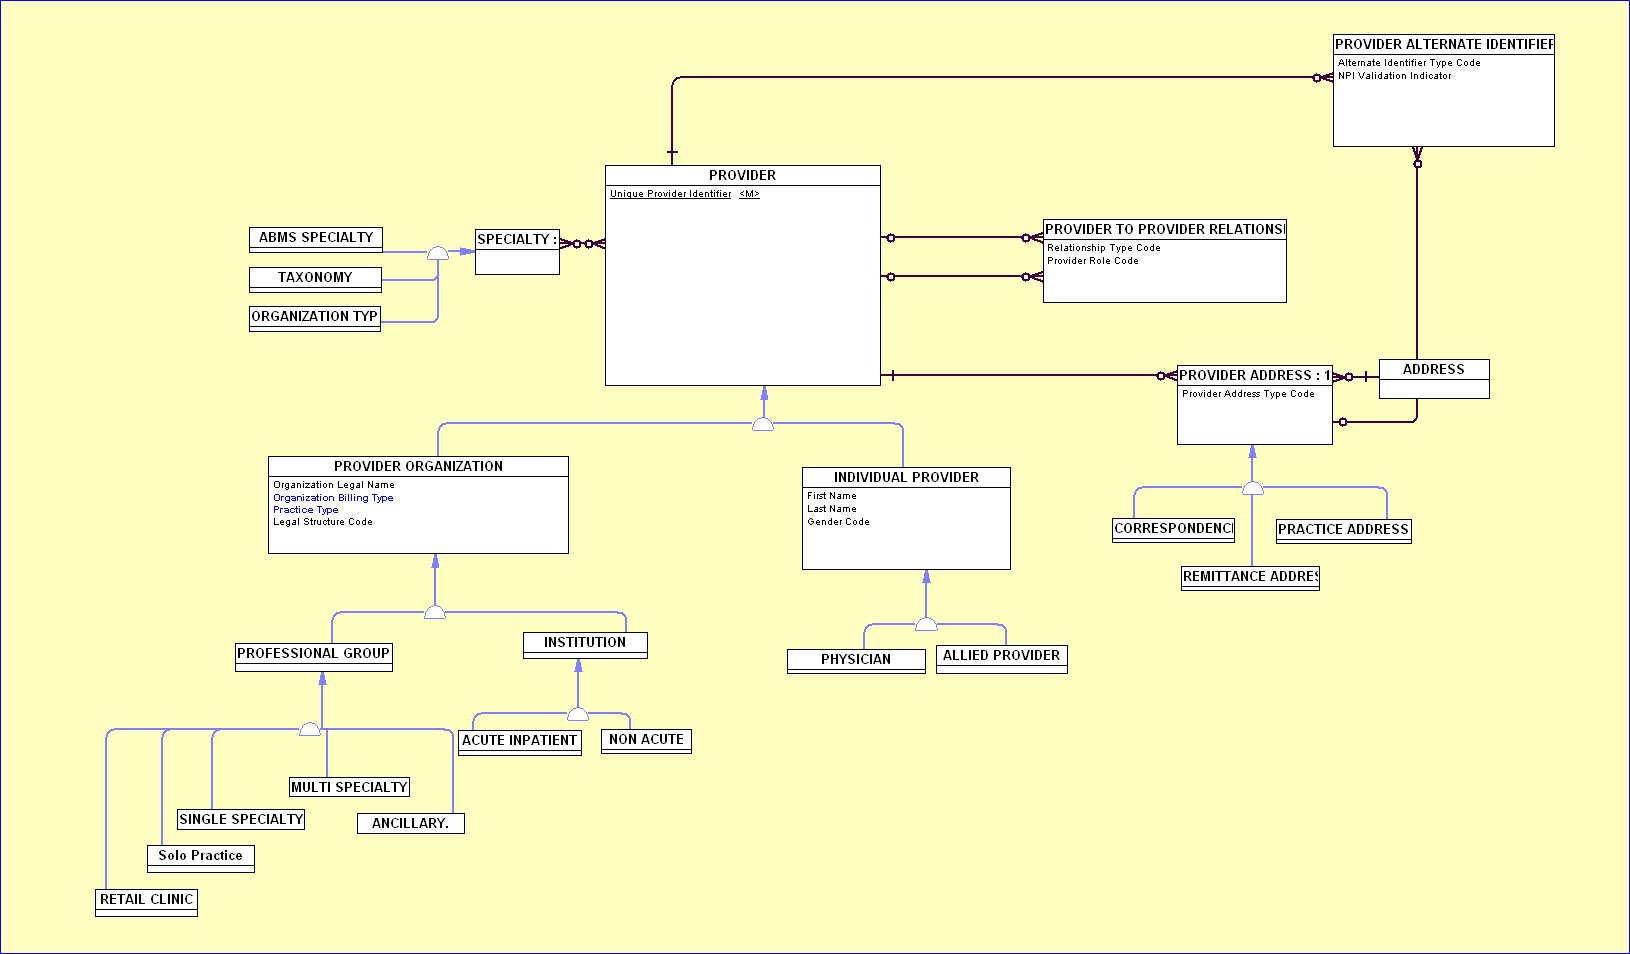 PROVIDER ALTERNATE IDENTIFIER
Alternate Identifier Type Code
NPI Validation Indicator
PROVIDER
Unique Provider Identifier <M>
ABMS SPECIALTY
TAXONOMY
ORGANIZATION TYP
SPECIALTY :
PROVIDER TO PROVIDER RELATIONS
Relationship Type Code
Provider Role Code
PROVIDER ADDRESS : 1
Provider Address Type Code
ADDRESS
PROVIDER ORGANIZATION
Organization Legal Name
Organization Billing Type
Practice Type
Legal Structure Code
INDIVIDUAL PROVIDER
First Name
Last Name
Gender Code
CORRESPONDENC
PRACTICE ADDRESS
REMITTANCE ADDRES
PROFESSIONAL GROUP
INSTITUTION
PHYSICIAN
ALLIED PROVIDER
ACUTE INPATIENT
NON ACUTE
MULTI SPECIALTY
SINGLE SPECIALTY
ANCILLARY.
Solo Practice
RETAIL CLINIC